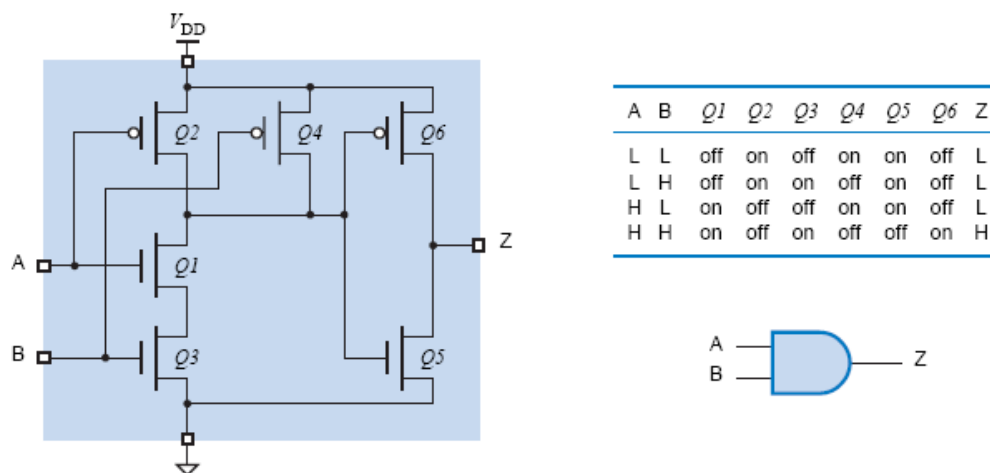 VDD
Q2
Q4
Q6
A
Q1
Z
B
Q3
Q5
A B Q1 Q2 Q3 Q4 Q5 Q6 Z
L L off on off on on off L
L H off on on off on off L
H L on off off on on off L
H H on off on off off on H
A
B
Z